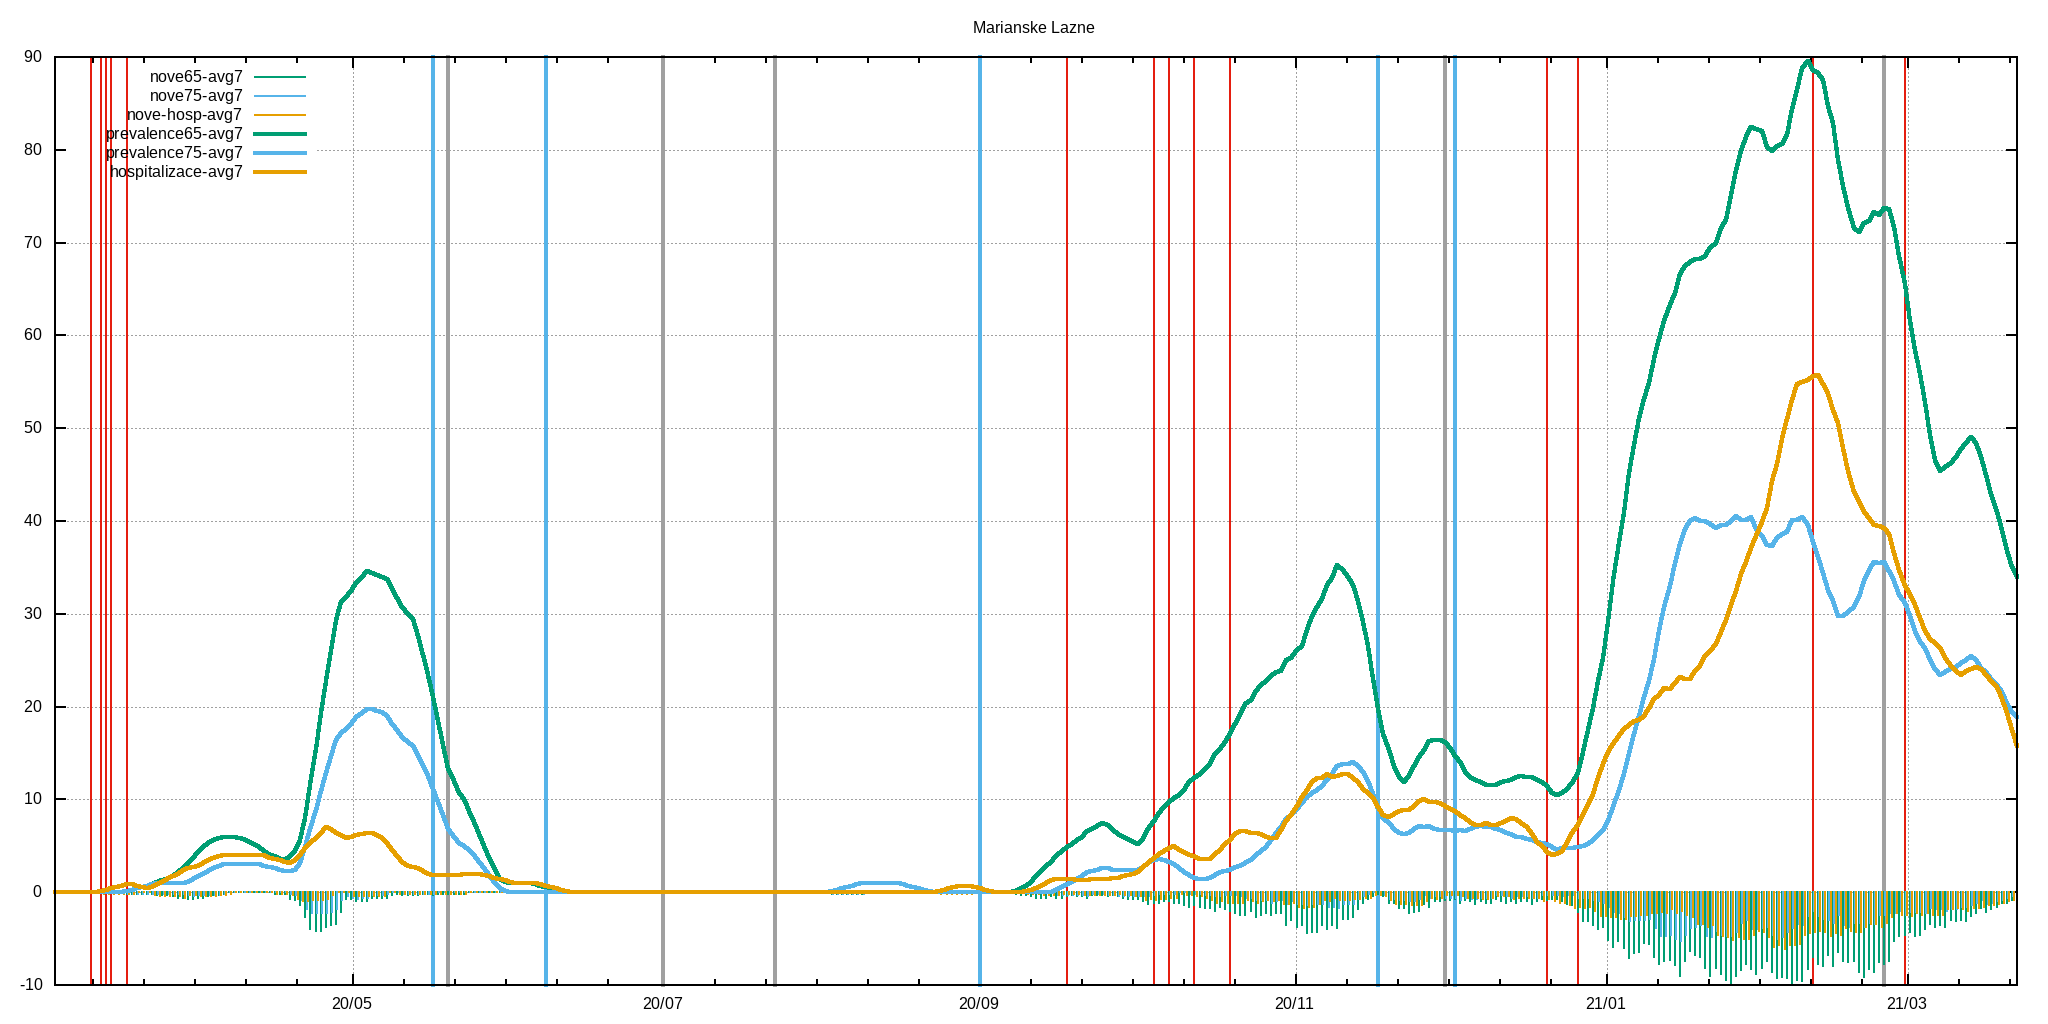 Marianske Lazne
90
80
70
60
50
40
30
20
10
0
-10
nove65-avg7
nove75-avg7
nove-hosp-avg7
prevalence65-avg7
prevalence75-avg7
hospitalizace-avg7
20/05 20/07 20/09 20/11 21/01 21/03